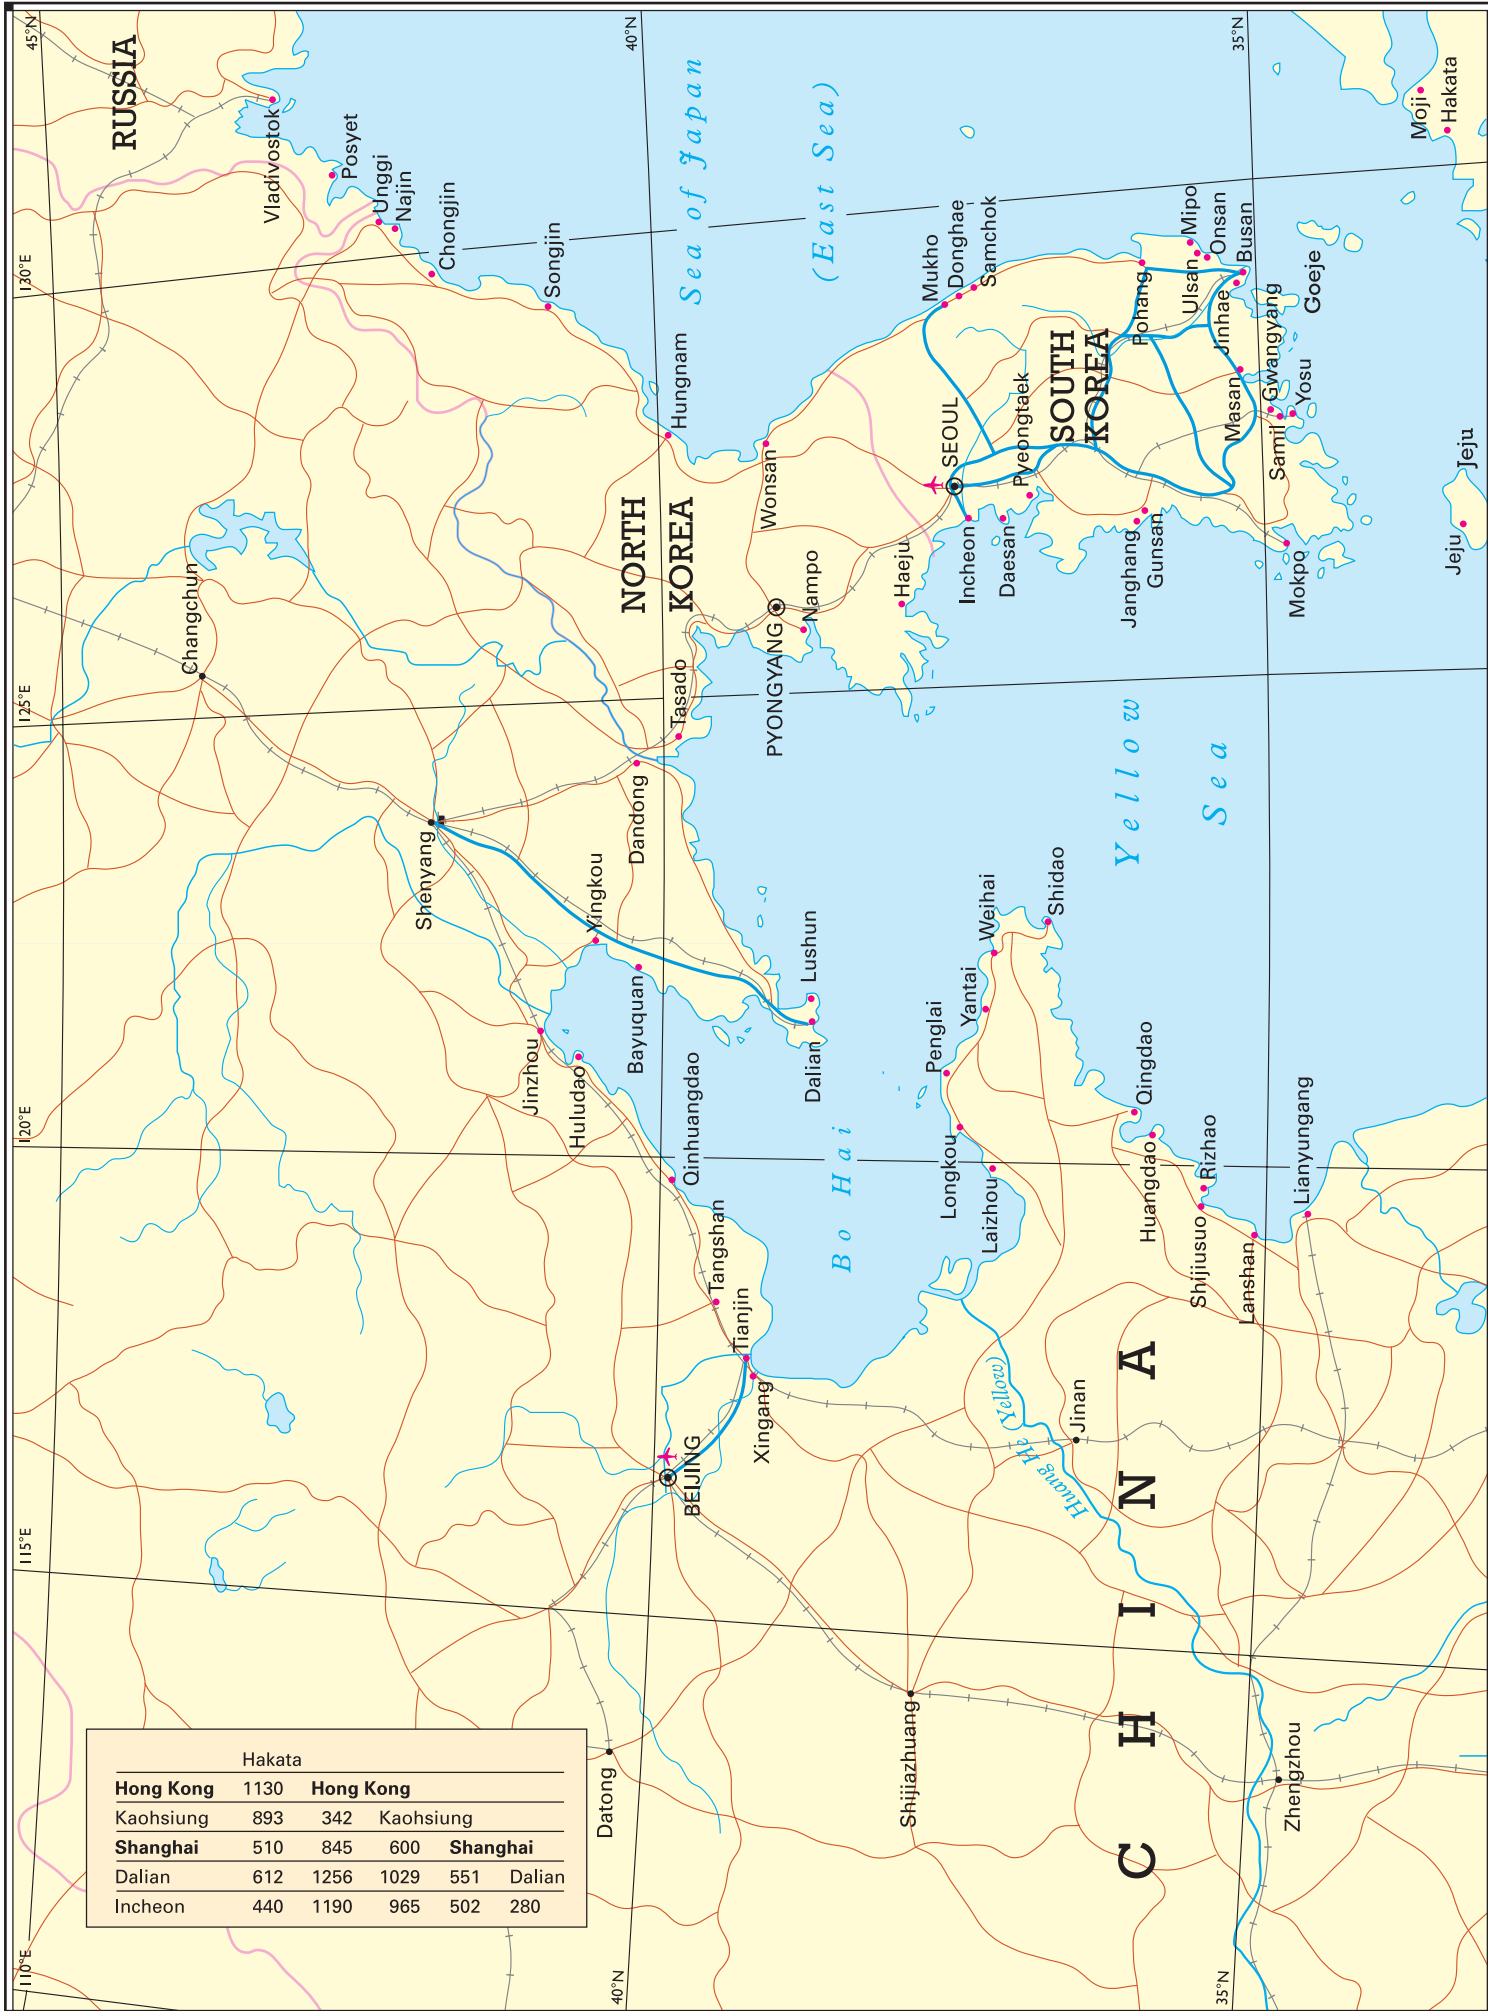 45°N
40°N
35°N
RUSSIA
Vladivostok
Posyet
Unggi
Najin
Chongjin
Songjin
130°E
Sea of Japan
(East Sea)
Moji
Hakata
Mukho
Donghae
Samchok
Mipo
Ulsan
Onsan
Busan
Pohang
Jinhae
Goeje
Gwangyang
Masan
Yosu
Samil
Hungnam
Wonsan
NORTH
KOREA
SEOUL
SOUTH
KOREA
Pyeongtaek
Incheon
Daesan
Janghang
Gunsan
Mokpo
Jeju
Jeju
Haeju
Nampo
PYONGYANG
Tasado
Dandong
Changchun
125°E
Shenyang
Yingkou
Bayuquan
Lushun
Dalian
Jinzhou
Huludao
Qinhuangdao
Yellow
Sea
Weihai
Shidao
Yantai
Penglai
Longkou
Laizhou
Qingdao
Huangdao
Rizhao
Shijiusuo
Lanshan
Lianyungang
120°E
Bo Hai
Tangshan
Tianjin
Xingang
BEIJING
Huang He (Yellow)
Jinan
CHINA
115°E
Datong
Shijiazhuang
Zhengzhou
110°E
40°N
35°N
Hakata
Hong Kong 1130 Hong Kong
Kaohsiung 893 342 Kaohsiung
Shanghai 510 845 600 Shanghai
Dalian 612 1256 1029 551 Dalian
Incheon 440 1190 965 502 280